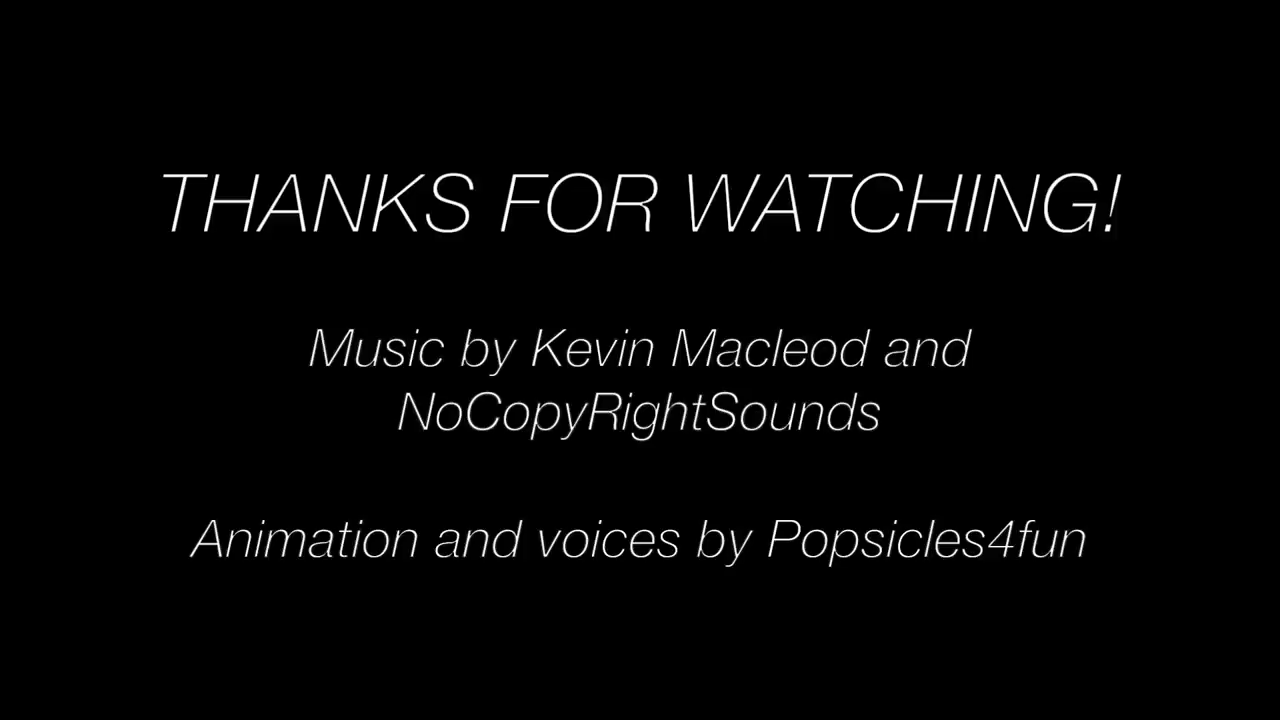 THANKS FOR WATCHING!
Music by Kevin Macleod and
NoCopyRightSounds
Animation and voices by Popsicles4fun